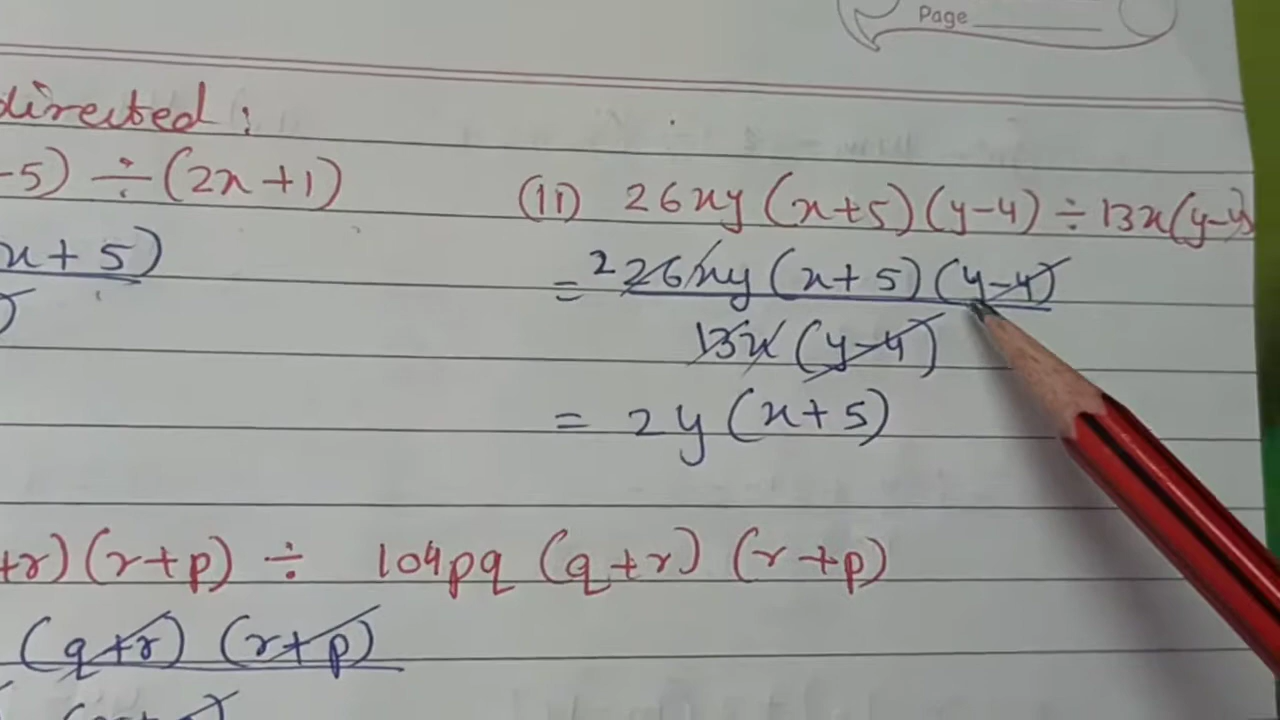 Page
directed :
-5) ÷ (2x+1)
x + 5)
(ii) 26xy (x+5) (y-4) ÷ 13x(y-4)
= 2 26xy (x+5) (y-4)
13x (y-4)
= 2y (x+5)
+r) (r+p) ÷ 104pq (q+r) (r+p)
(q+r) (r+p)